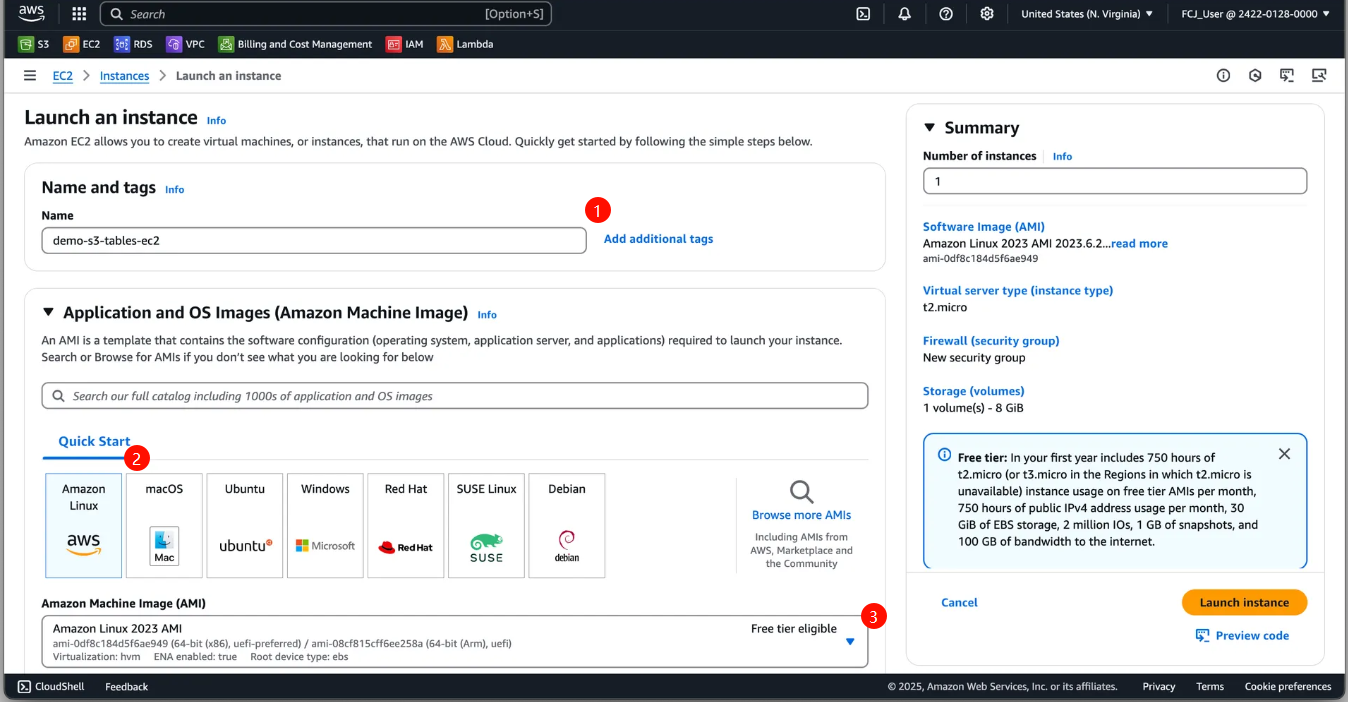 aws
Search
[Option+S]
United States (N. Virginia)
FCJ_User @ 2422-0128-0000
S3
EC2
RDS
VPC
Billing and Cost Management
IAM
Lambda
EC2
Instances
Launch an instance
Launch an instance
Info
Amazon EC2 allows you to create virtual machines, or instances, that run on the AWS Cloud. Quickly get started by following the simple steps below.
Name and tags
Info
Name
demo-s3-tables-ec2
1
Add additional tags
Application and OS Images (Amazon Machine Image)
Info
An AMI is a template that contains the software configuration (operating system, application server, and applications) required to launch your instance.
Search or Browse for AMIs if you don't see what you are looking for below
Search our full catalog including 1000s of application and OS images
Quick Start
2
Amazon
Linux
aws
macOS
Mac
Ubuntu
ubuntu
Windows
Microsoft
Red Hat
Red Hat
SUSE Linux
SUSE
Debian
debian
Browse more AMIs
Including AMIs from
AWS, Marketplace and
the Community
Amazon Machine Image (AMI)
3
Amazon Linux 2023 AMI
Free tier eligible
ami-0df8c184d5f6ae949 (64-bit (x86), uefi-preferred) / ami-08cf815cff6ee258a (64-bit (Arm), uefi)
Virtualization: hvm ENA enabled: true Root device type: ebs
Summary
Number of instances
Info
1
Software Image (AMI)
Amazon Linux 2023 AMI 2023.6.2...read more
ami-0df8c184d5f6ae949
Virtual server type (instance type)
t2.micro
Firewall (security group)
New security group
Storage (volumes)
1 volume(s) - 8 GiB
Free tier: In your first year includes 750 hours of
t2.micro (or t3.micro in the Regions in which t2.micro is
unavailable) instance usage on free tier AMIs per month,
750 hours of public IPv4 address usage per month, 30
GiB of EBS storage, 2 million IOs, 1 GB of snapshots, and
100 GB of bandwidth to the internet.
Cancel
Launch instance
Preview code
CloudShell
Feedback
© 2025, Amazon Web Services, Inc. or its affiliates.
Privacy
Terms
Cookie preferences